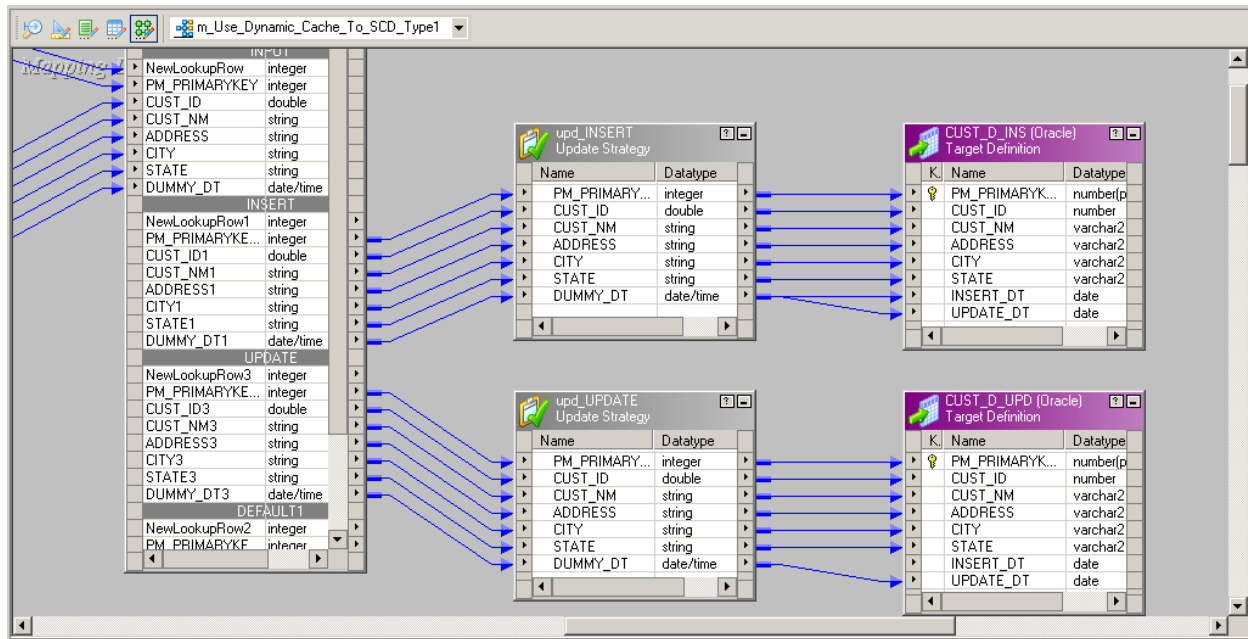 m_Use_Dynamic_Cache_To_SCD_Type1
INPUT
NewLookupRow integer
PM_PRIMARYKEY integer
CUST_ID double
CUST_NM string
ADDRESS string
CITY string
STATE string
DUMMY_DT date/time
INSERT
NewLookupRow1 integer
PM_PRIMARYKE... integer
CUST_ID1 double
CUST_NM1 string
ADDRESS1 string
CITY1 string
STATE1 string
DUMMY_DT1 date/time
UPDATE
NewLookupRow3 integer
PM_PRIMARYKE... integer
CUST_ID3 double
CUST_NM3 string
ADDRESS3 string
CITY3 string
STATE3 string
DUMMY_DT3 date/time
DEFAULT1
NewLookupRow2 integer
PM_PRIMARYKE integer
upd_INSERT
Update Strategy
Name Datatype
PM_PRIMARY... integer
CUST_ID double
CUST_NM string
ADDRESS string
CITY string
STATE string
DUMMY_DT date/time
CUST_D_INS (Oracle)
Target Definition
K. Name Datatype
PM_PRIMARYK... number(p
CUST_ID number
CUST_NM varchar2
ADDRESS varchar2
CITY varchar2
STATE varchar2
INSERT_DT date
UPDATE_DT date
upd_UPDATE
Update Strategy
Name Datatype
PM_PRIMARY... integer
CUST_ID double
CUST_NM string
ADDRESS string
CITY string
STATE string
DUMMY_DT date/time
CUST_D_UPD (Oracle)
Target Definition
K. Name Datatype
PM_PRIMARYK... number(p
CUST_ID number
CUST_NM varchar2
ADDRESS varchar2
CITY varchar2
STATE varchar2
INSERT_DT date
UPDATE_DT date